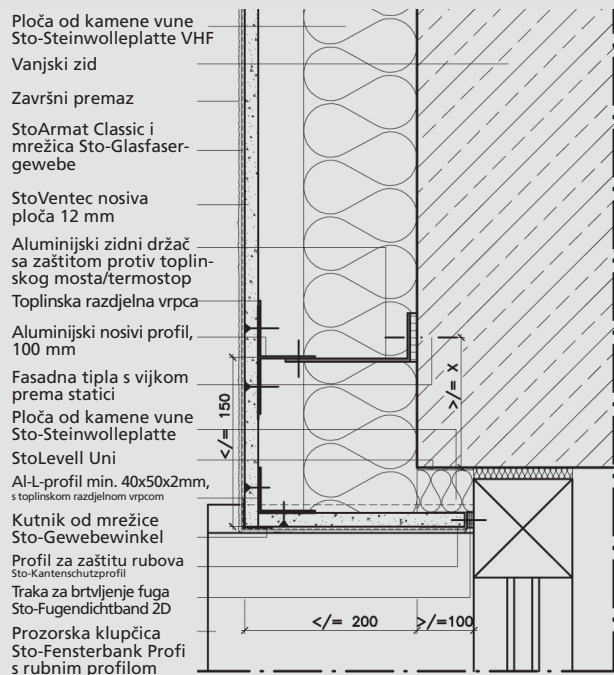 Ploča od kamene vune
Sto-Steinwolleplatte VHF
Vanjski zid
Završni premaz
StoArmat Classic i
mrežica Sto-Glasfaser-
gewebe
StoVentec nosiva
ploča 12 mm
Aluminijski zidni držač
sa zaštitom protiv toplin-
skog mosta/termostop
Toplinska razdjelna vrpca
Aluminijski nosivi profil,
100 mm
Fasadna tipla s vijkom
prema statici
Ploča od kamene vune
Sto-Steinwolleplatte
StoLevell Uni
Al-L-profil min. 40x50x2mm,
s toplinskom razdjelnom vrpcom
Kutnik od mrežice
Sto-Gewebewinkel
Profil za zaštitu rubova
Sto-Kantenschutzprofil
Traka za brtvljenje fuga
Sto-Fugendichtband 2D
Prozorska klupčica
Sto-Fensterbank Profi
s rubnim profilom
</= 150
>/= X
</= 200
>/=100